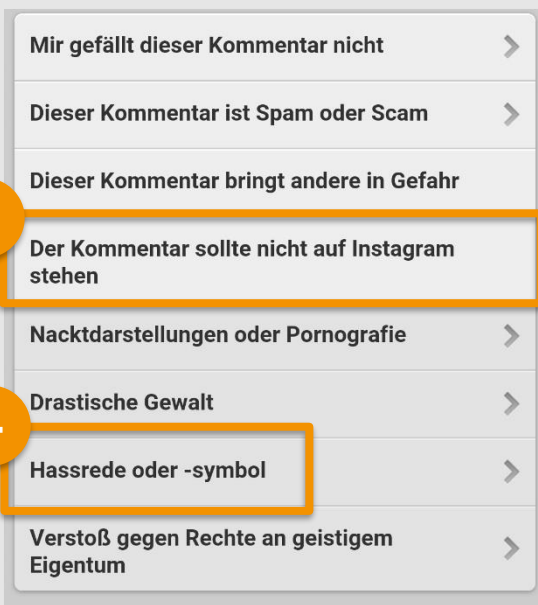 Mir gefällt dieser Kommentar nicht
Dieser Kommentar ist Spam oder Scam
Dieser Kommentar bringt andere in Gefahr
Der Kommentar sollte nicht auf Instagram
stehen
Nacktdarstellungen oder Pornografie
Drastische Gewalt
Hassrede oder -symbol
Verstoß gegen Rechte an geistigem
Eigentum